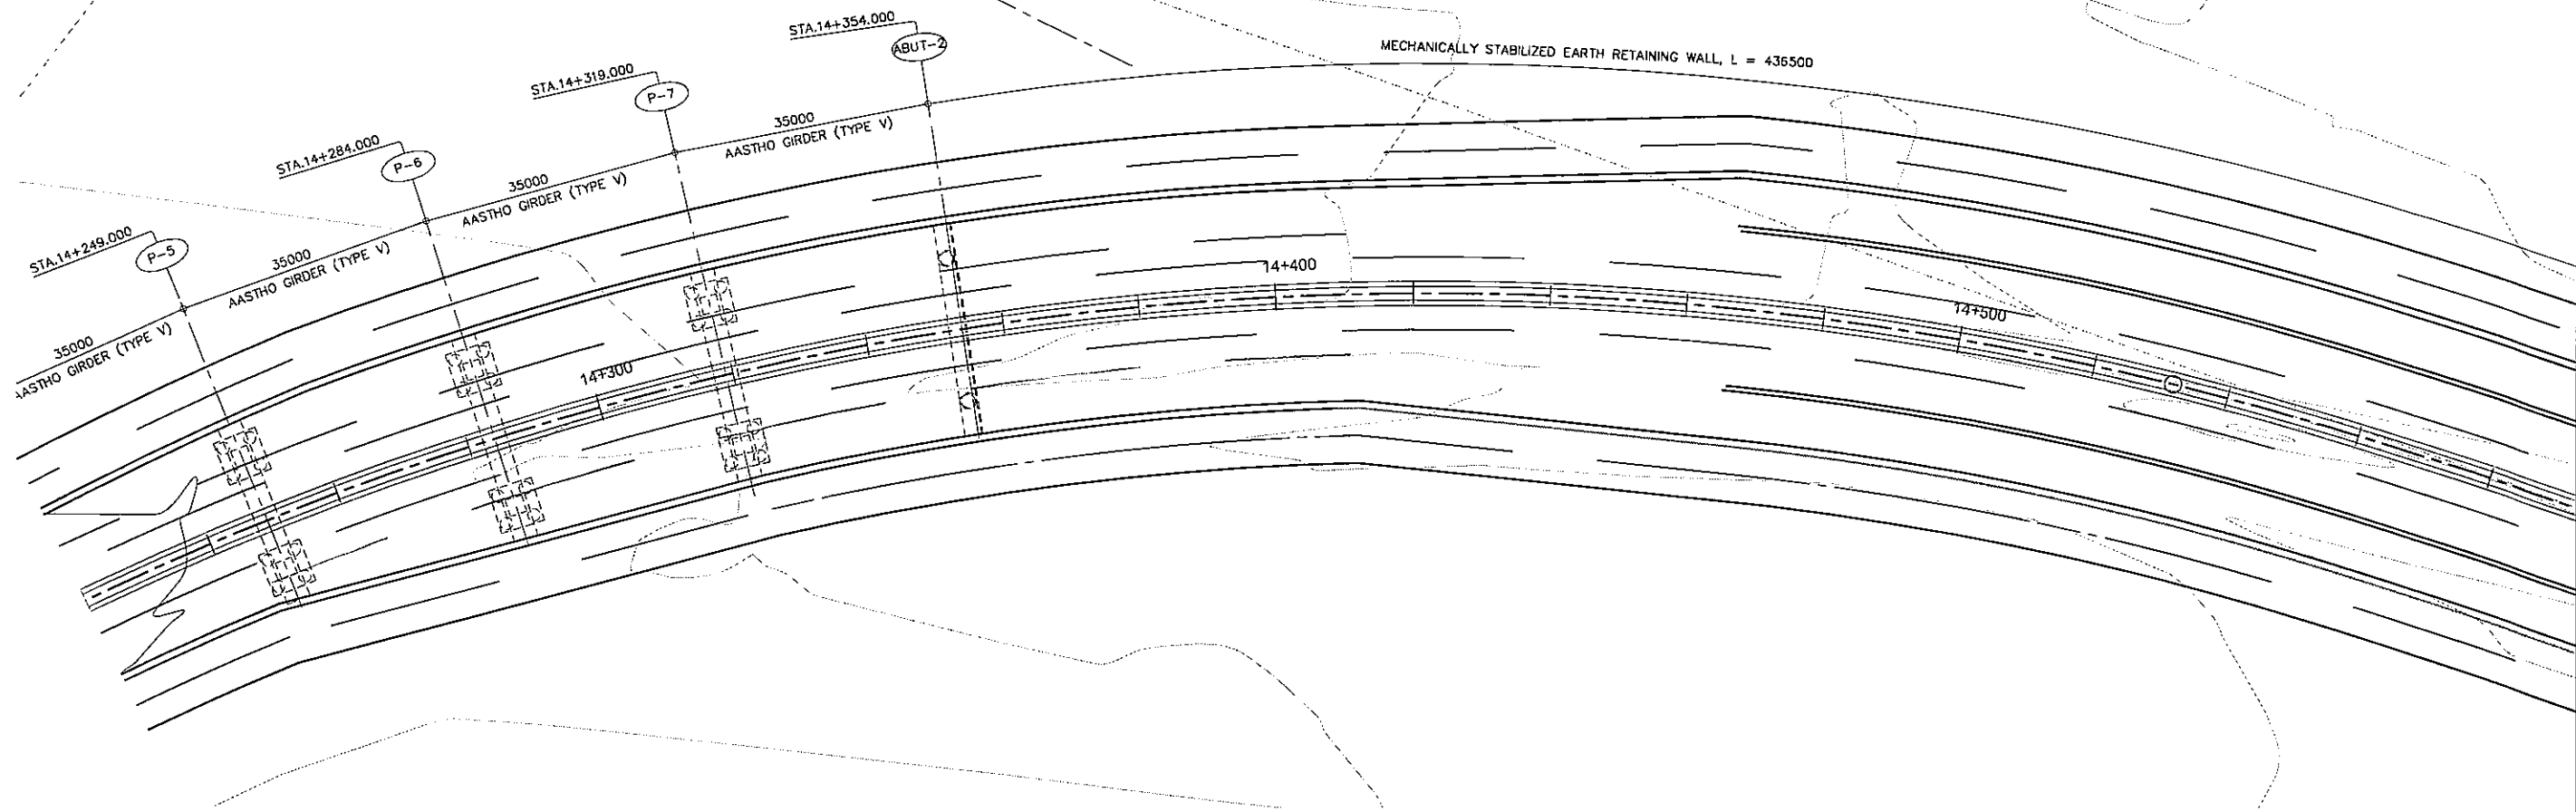 STA.14+354.000
ABUT-2
MECHANICALLY STABILIZED EARTH RETAINING WALL, L = 436500
STA.14+319.000
P-7
35000
AASTHO GIRDER (TYPE V)
STA.14+284.000
P-6
35000
AASTHO GIRDER (TYPE V)
STA.14+249.000
P-5
35000
AASTHO GIRDER (TYPE V)
35000
AASTHO GIRDER (TYPE V)
14+300
14+400
14+500